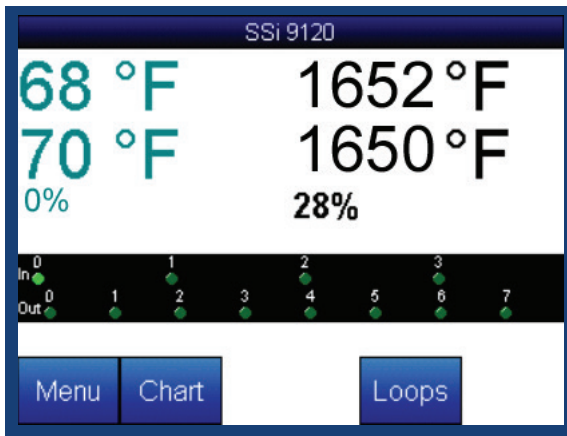 SSi 9120
68 °F 1652 °F
70 °F 1650 °F
0% 28%
In 0 1 2 3
Out 0 1 2 3 4 5 6 7
Menu Chart Loops